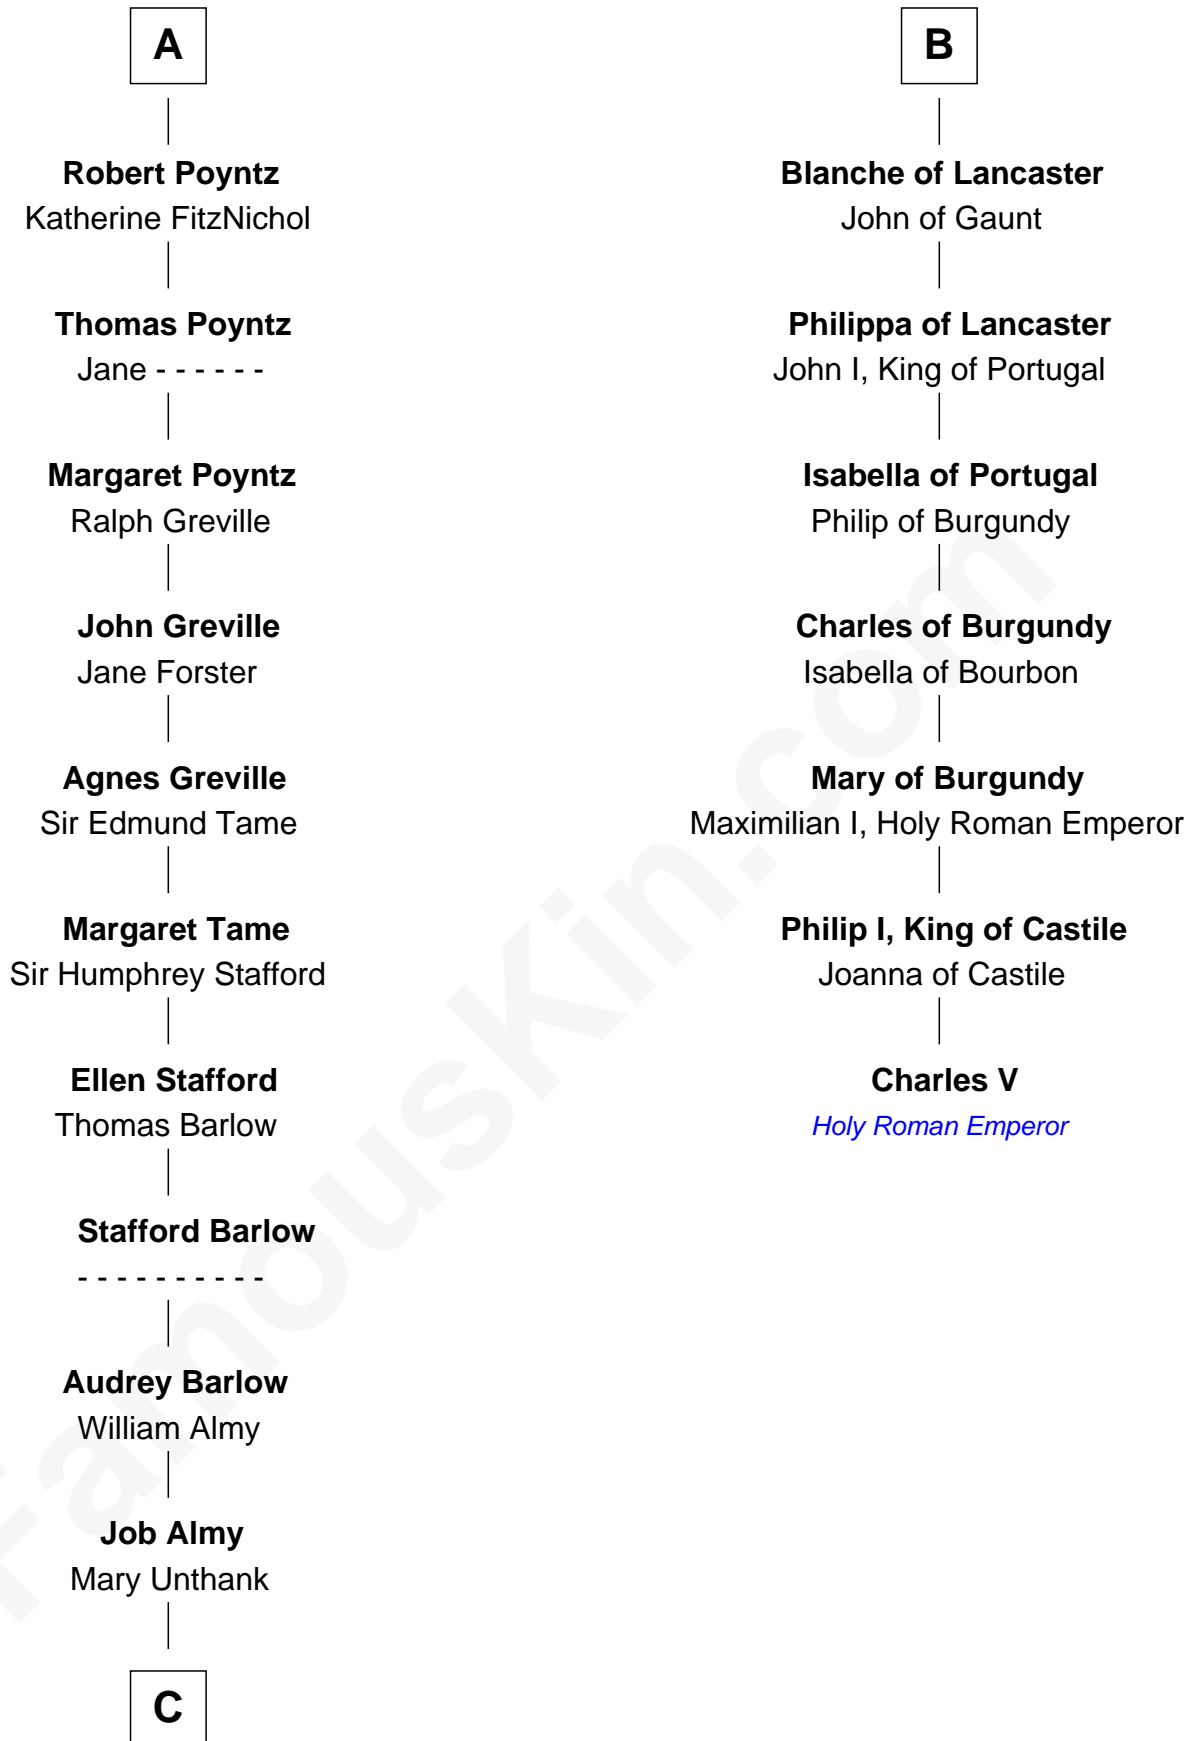 A
Robert Poyntz
Katherine FitzNichol
Thomas Poyntz
Jane - - - - - -
Margaret Poyntz
Ralph Greville
John Greville
Jane Forster
Agnes Greville
Sir Edmund Tame
Margaret Tame
Sir Humphrey Stafford
Ellen Stafford
Thomas Barlow
Stafford Barlow
- - - - - - - - - -
Audrey Barlow
William Almy
Job Almy
Mary Unthank
C
B
Blanche of Lancaster
John of Gaunt
Philippa of Lancaster
John I, King of Portugal
Isabella of Portugal
Philip of Burgundy
Charles of Burgundy
Isabella of Bourbon
Mary of Burgundy
Maximilian I, Holy Roman Emperor
Philip I, King of Castile
Joanna of Castile
Charles V
Holy Roman Emperor
FamousKin.com